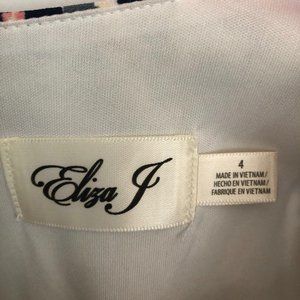 Eliza J
4
MADE IN VIETNAM/
HECHO EN VIETNAM/
FABRIQUE EN VIETNAM